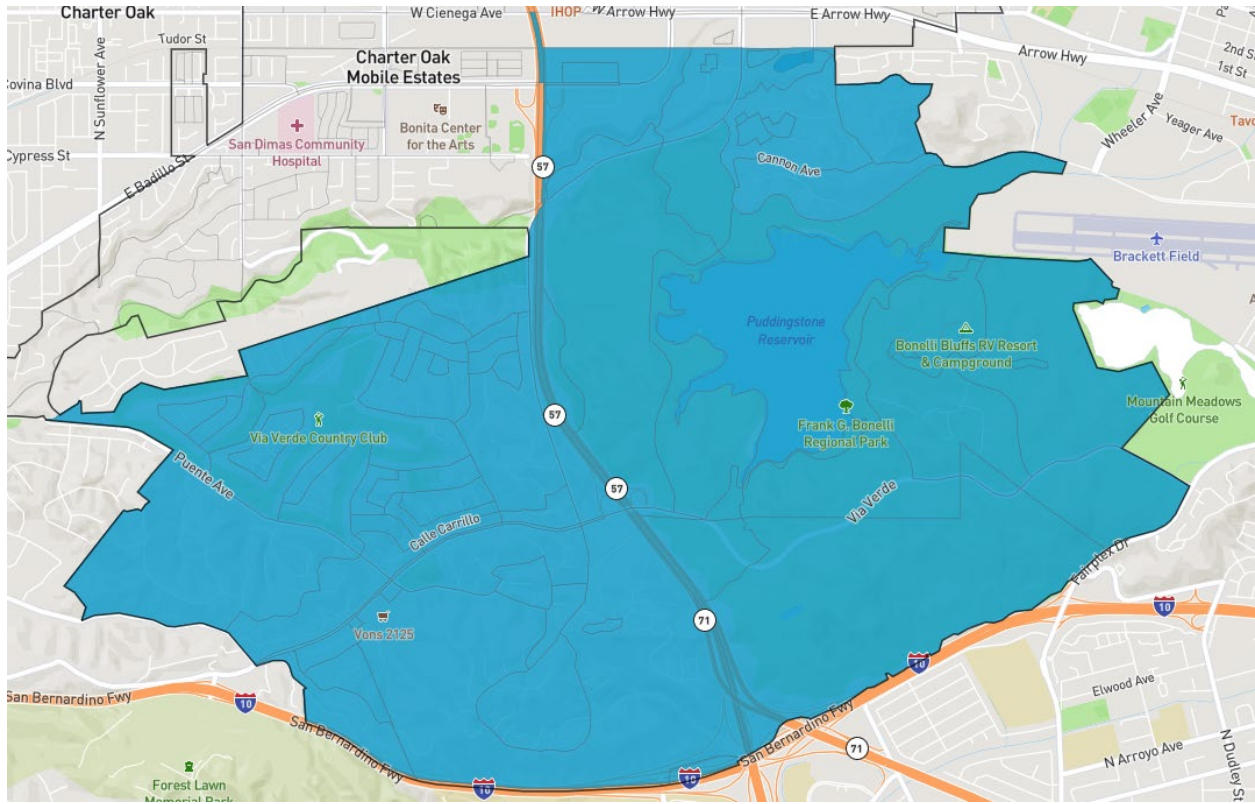 Charter Oak
Tudor St
W Cienega Ave
IHOP
W Arrow Hwy
E Arrow Hwy
Arrow Hwy
2nd St
1st St
Covina Blvd
N Sunflower Ave
Charter Oak
Mobile Estates
San Dimas Community
Hospital
Bonita Center
for the Arts
Cypress St
E Badillo St
57
Cannon Ave
Wheeler Ave
Yeager Ave
Brackett Field
Puddingstone
Reservoir
Bonelli Bluffs RV Resort
& Campground
Mountain Meadows
Golf Course
Frank G. Bonelli
Regional Park
57
Via Verde Country Club
Puente Ave
57
Calle Carrillo
Via Verde
Vons 2125
71
Fairplex Dr
10
10
San Bernardino Fwy
10
San Bernardino Fwy
San Bernardino Fwy
10
10
71
Elwood Ave
N Arroyo Ave
N Dudley St
Forest Lawn
Memorial Park